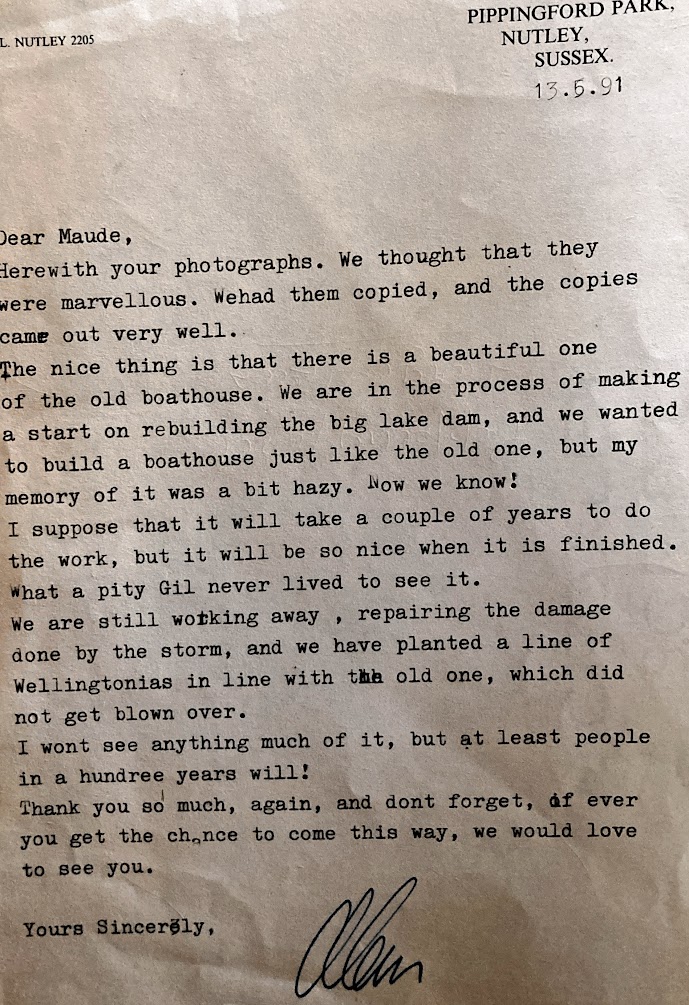 PIPPINGFORD PARK,
L. NUTLEY 2205
NUTLEY,
SUSSEX.
13.5.91
Dear Maude,
Herewith your photographs. We thought that they
were marvellous. Wehad them copied, and the copies
came out very well.
The nice thing is that there is a beautiful one
of the old boathouse. We are in the process of making
a start on rebuilding the big lake dam, and we wanted
to build a boathouse just like the old one, but my
memory of it was a bit hazy. Now we know!
I suppose that it will take a couple of years to do
the work, but it will be so nice when it is finished.
What a pity Gil never lived to see it.
We are still working away , repairing the damage
done by the storm, and we have planted a line of
Wellingtonias in line with the old one, which did
not get blown over.
I wont see anything much of it, but at least people
in a hundree years will!
Thank you so much, again, and dont forget, if ever
you get the chance to come this way, we would love
to see you.
Yours Sincerely,
Alan